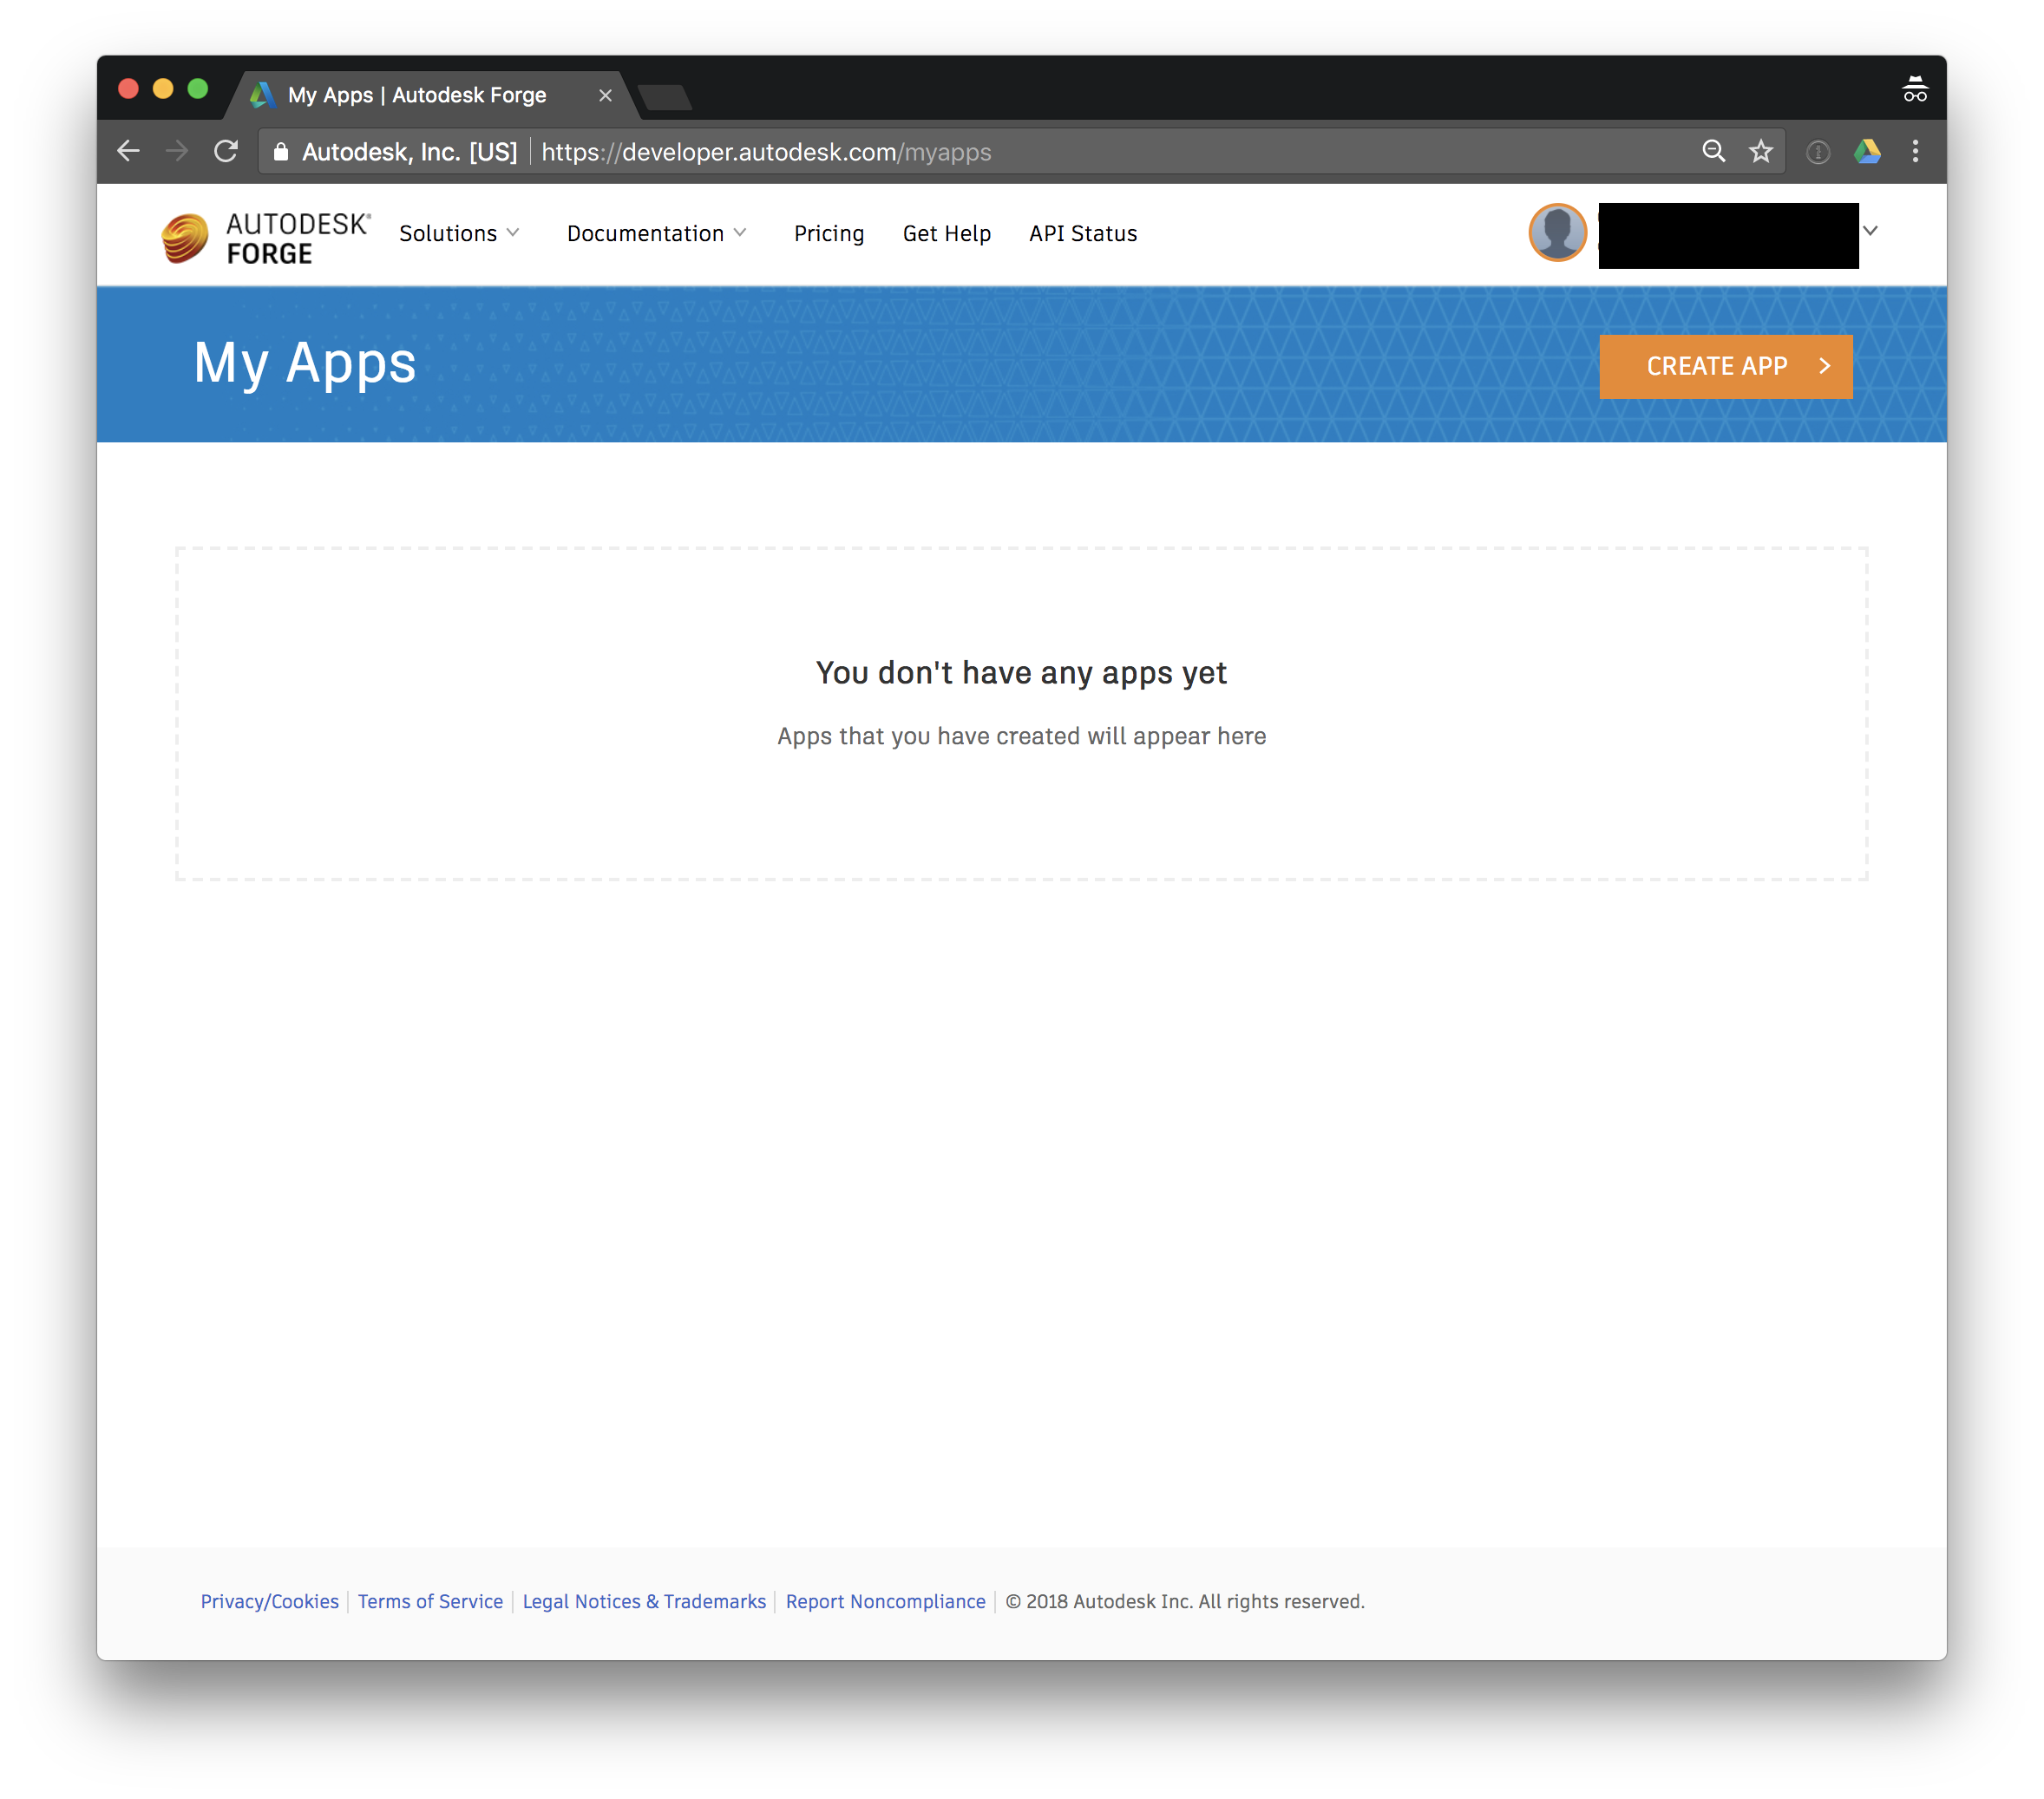 My Apps | Autodesk Forge
Autodesk, Inc. [US] https://developer.autodesk.com/myapps
AUTODESK®
FORGE
Solutions Documentation Pricing Get Help API Status
My Apps
CREATE APP
You don't have any apps yet
Apps that you have created will appear here
Privacy/Cookies Terms of Service Legal Notices & Trademarks Report Noncompliance © 2018 Autodesk Inc. All rights reserved.